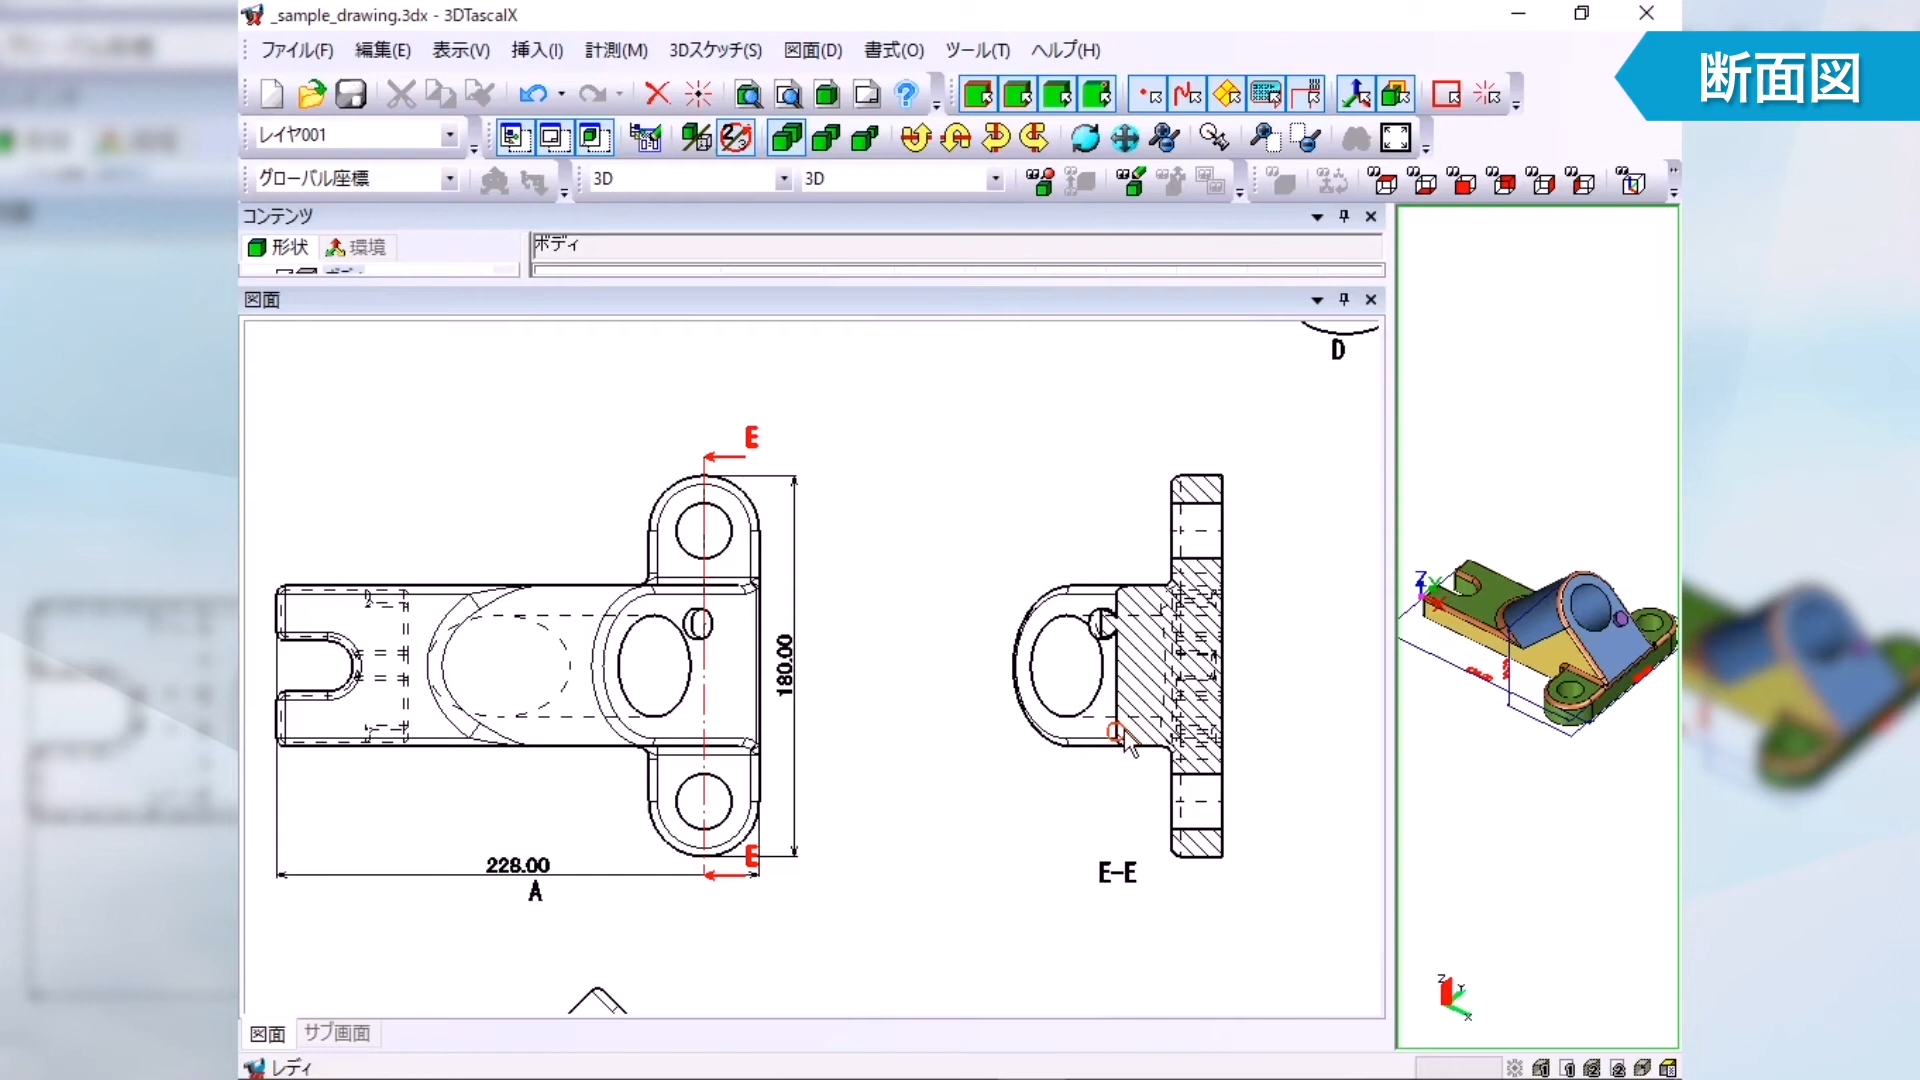 _sample_drawing.3dx - 3DTascalX
断面図
ファイル(F) 編集(E) 表示(V) 挿入(I) 計測(M) 3Dスケッチ(S) 図面(D) 書式(O) ツール(T) ヘルプ(H)
レイヤ001
グローバル座標 3D 3D
コンテンツ
形状 環境 ボディ
図面
D
E
180.00
E
228.00
A
E-E
Z
Y
X
図面 サブ画面
レディ